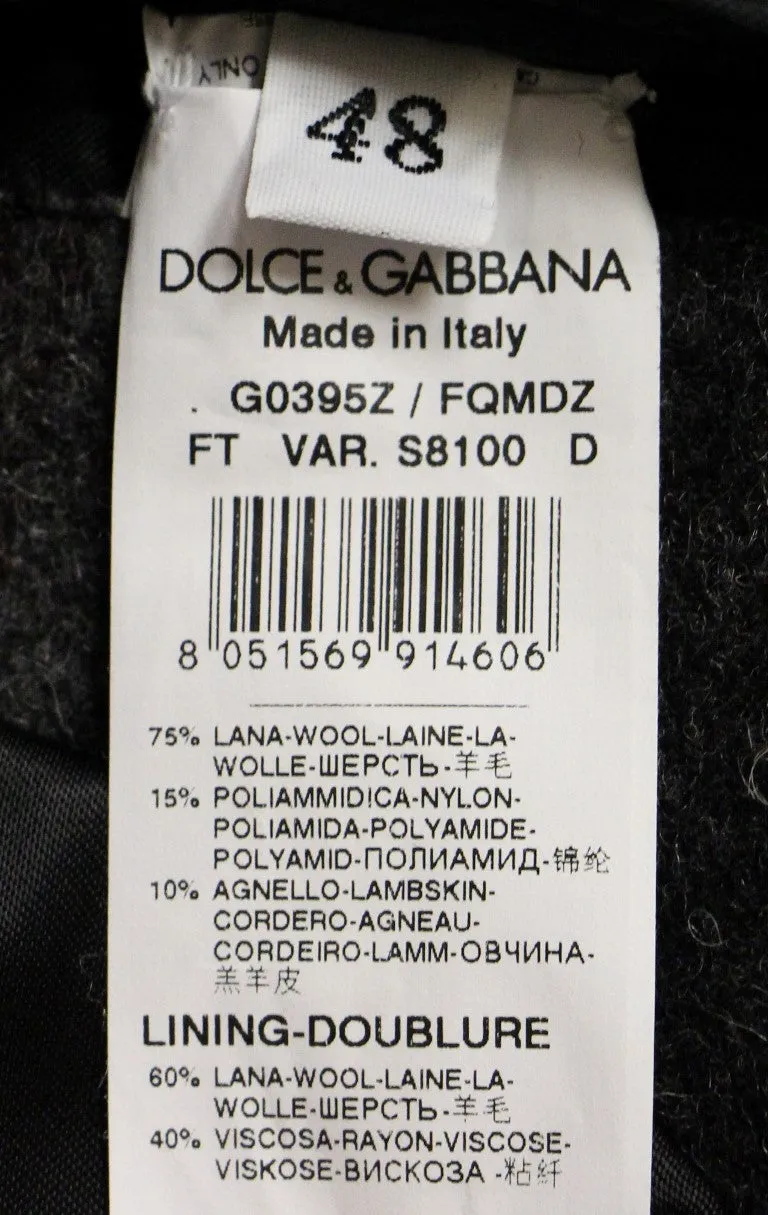 ONLY
48
DOLCE & GABBANA
Made in Italy
. G0395Z / FQMDZ
FT VAR. S8100 D
8 051569 914606
75% LANA-WOOL-LAINE-LA-
WOLLE-ШЕРСТЬ-羊毛
15% POLIAMMIDICA-NYLON-
POLIAMIDA-POLYAMIDE-
POLYAMID-ПОЛИАМИД-锦纶
10% AGNELLO-LAMBSKIN-
CORDERO-AGNEAU-
CORDEIRO-LAMM-ОВЧИНА-
羔羊皮
LINING-DOUBLURE
60% LANA-WOOL-LAINE-LA-
WOLLE-ШЕРСТЬ-羊毛
40% VISCOSA-RAYON-VISCOSE-
VISKOSE-ВИСКОЗА -粘纤